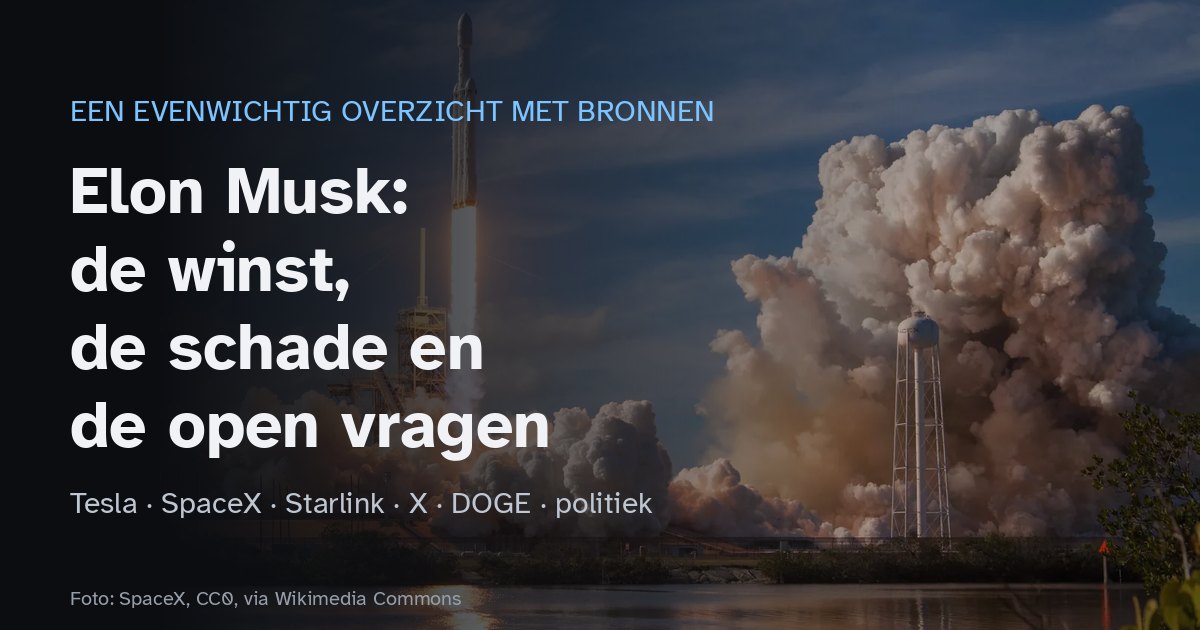 EEN EVENWICHTIG OVERZICHT MET BRONNEN
Elon Musk:
de winst,
de schade en
de open vragen
Tesla · SpaceX · Starlink · X · DOGE · politiek
Foto: SpaceX, CC0, via Wikimedia Commons